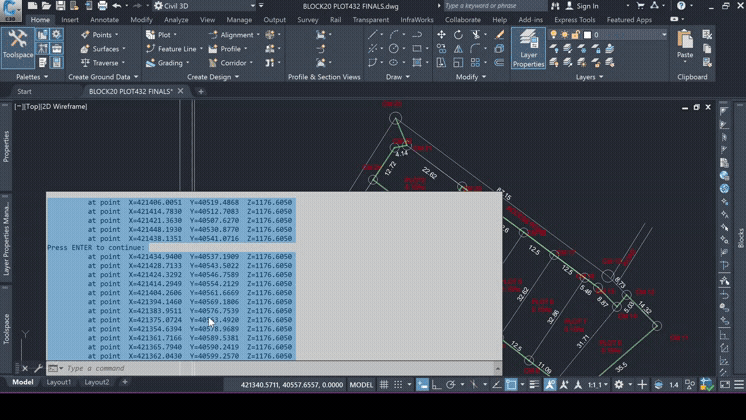 Civil 3D
BLOCK20 PLOT432 FINALS.dwg
Type a keyword or phrase
Sign In
Home Insert Annotate Modify Analyze View Manage Output Survey Rail Transparent InfraWorks Collaborate Help Add-ins Express Tools Featured Apps
Toolspace
Points
Surfaces
Traverse
Plot
Feature Line
Grading
Alignment
Profile
Corridor
Layer Properties
0
Paste
Palettes Create Ground Data Create Design Profile & Section Views Draw Modify Layers Clipboard
Start BLOCK20 PLOT432 FINALS*
[−][Top][2D Wireframe]
Properties
Layer Properties Mana...
Toolspace
Blocks
4.14
12.72
22.62
12.5
12.5
5.46
8.87
8.73
14.32
32.02
32.86
31.71
12.5
11.09
36.5
at point X=421406.0051 Y=40519.4868 Z=1176.6050
at point X=421414.7830 Y=40512.7083 Z=1176.6050
at point X=421421.3630 Y=40507.6270 Z=1176.6050
at point X=421448.1930 Y=40530.8770 Z=1176.6050
at point X=421438.1351 Y=40541.0716 Z=1176.6050
Press ENTER to continue:
at point X=421434.9400 Y=40537.1909 Z=1176.6050
at point X=421428.7133 Y=40543.5022 Z=1176.6050
at point X=421424.3292 Y=40546.7589 Z=1176.6050
at point X=421414.2949 Y=40554.2129 Z=1176.6050
at point X=421404.2606 Y=40561.6669 Z=1176.6050
at point X=421394.1460 Y=40569.1806 Z=1176.6050
at point X=421383.9511 Y=40576.7539 Z=1176.6050
at point X=421375.0724 .4920 Z=1176.6050
at point X=421354.6394 .9689 Z=1176.6050
at point X=421361.7166 Y=40589.5381 Z=1176.6050
at point X=421365.7940 Y=40590.2419 Z=1176.6050
at point X=421362.0430 Y=40599.2570 Z=1176.6050
Type a command
Model Layout1 Layout2
421340.5711, 40557.6557, 0.0000 MODEL 1:1 1.4